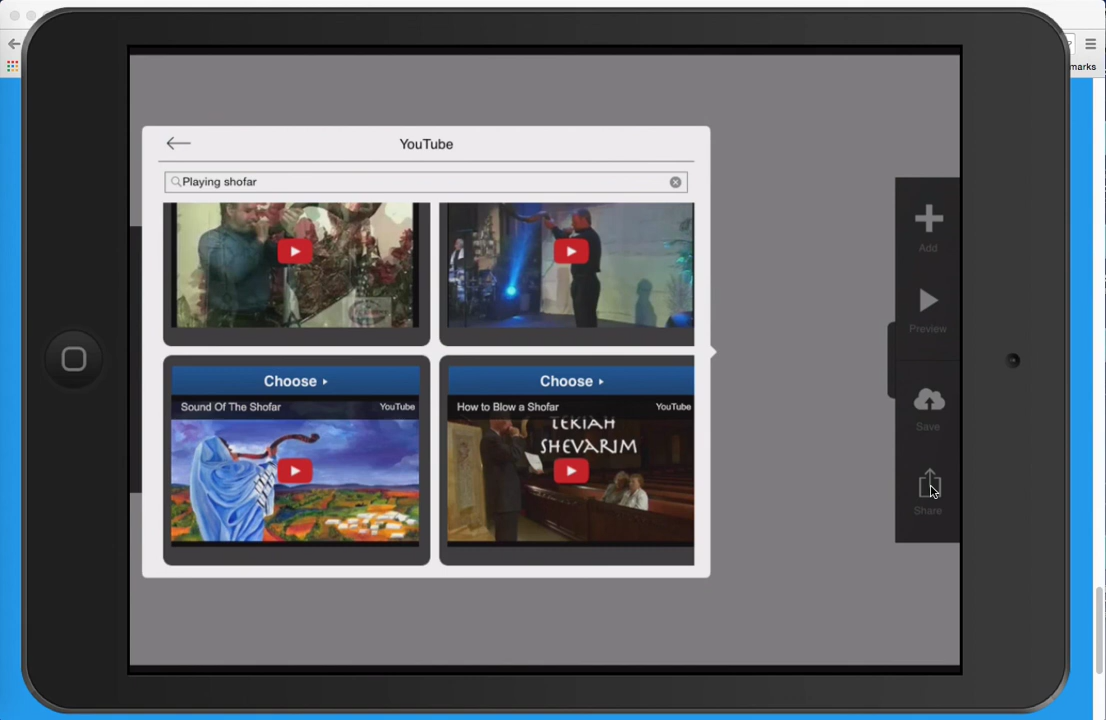 marks
YouTube
Playing shofar
Add
Preview
Choose
Choose
Sound Of The Shofar YouTube
How to Blow a Shofar YouTube
TEKIAH
SHEVARIM
Save
Share